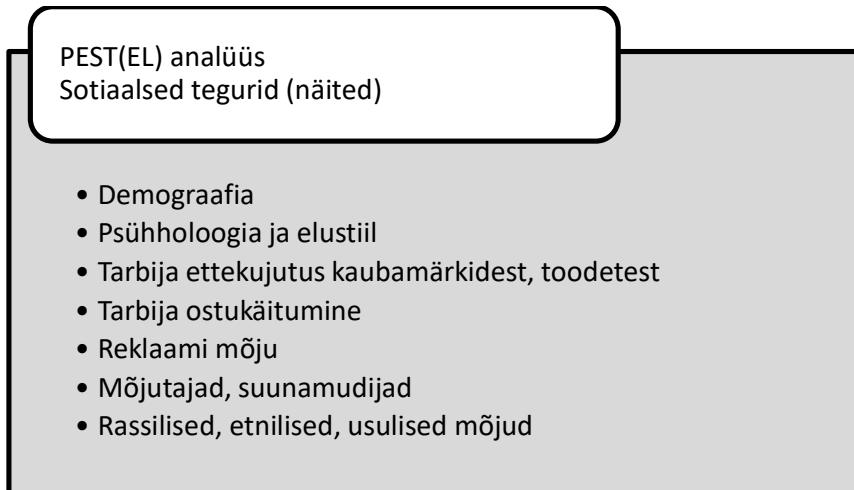 PEST(EL) analüüs
Sotiaalsed tegurid (näited)
• Demograafia
• Psühholoogia ja elustiil
• Tarbija ettekujutus kaubamärkidest, toodetest
• Tarbija ostukäitumine
• Reklaami mõju
• Mõjutajad, suunamudijad
• Rassilised, etnilised, usulised mõjud